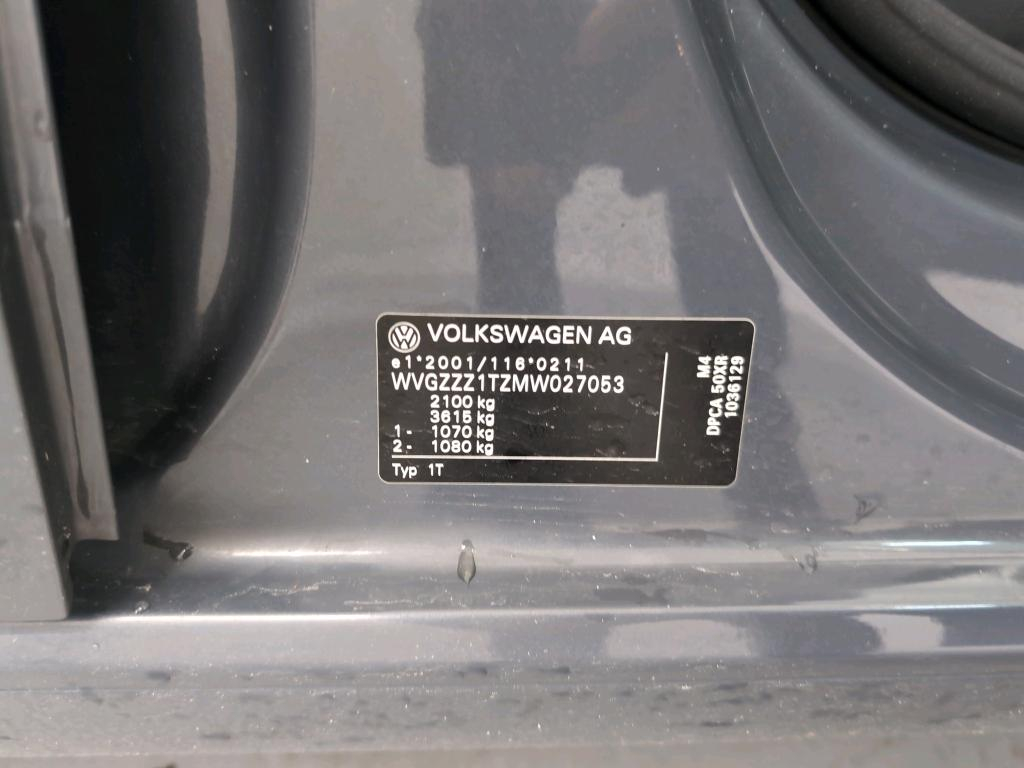 VOLKSWAGEN AG
e1*2001/116*0211
WVGZZZ1TZMW027053
2100 kg
3615 kg
1- 1070 kg
2- 1080 kg
Typ 1T
M4
DPCA 50XR
1036129